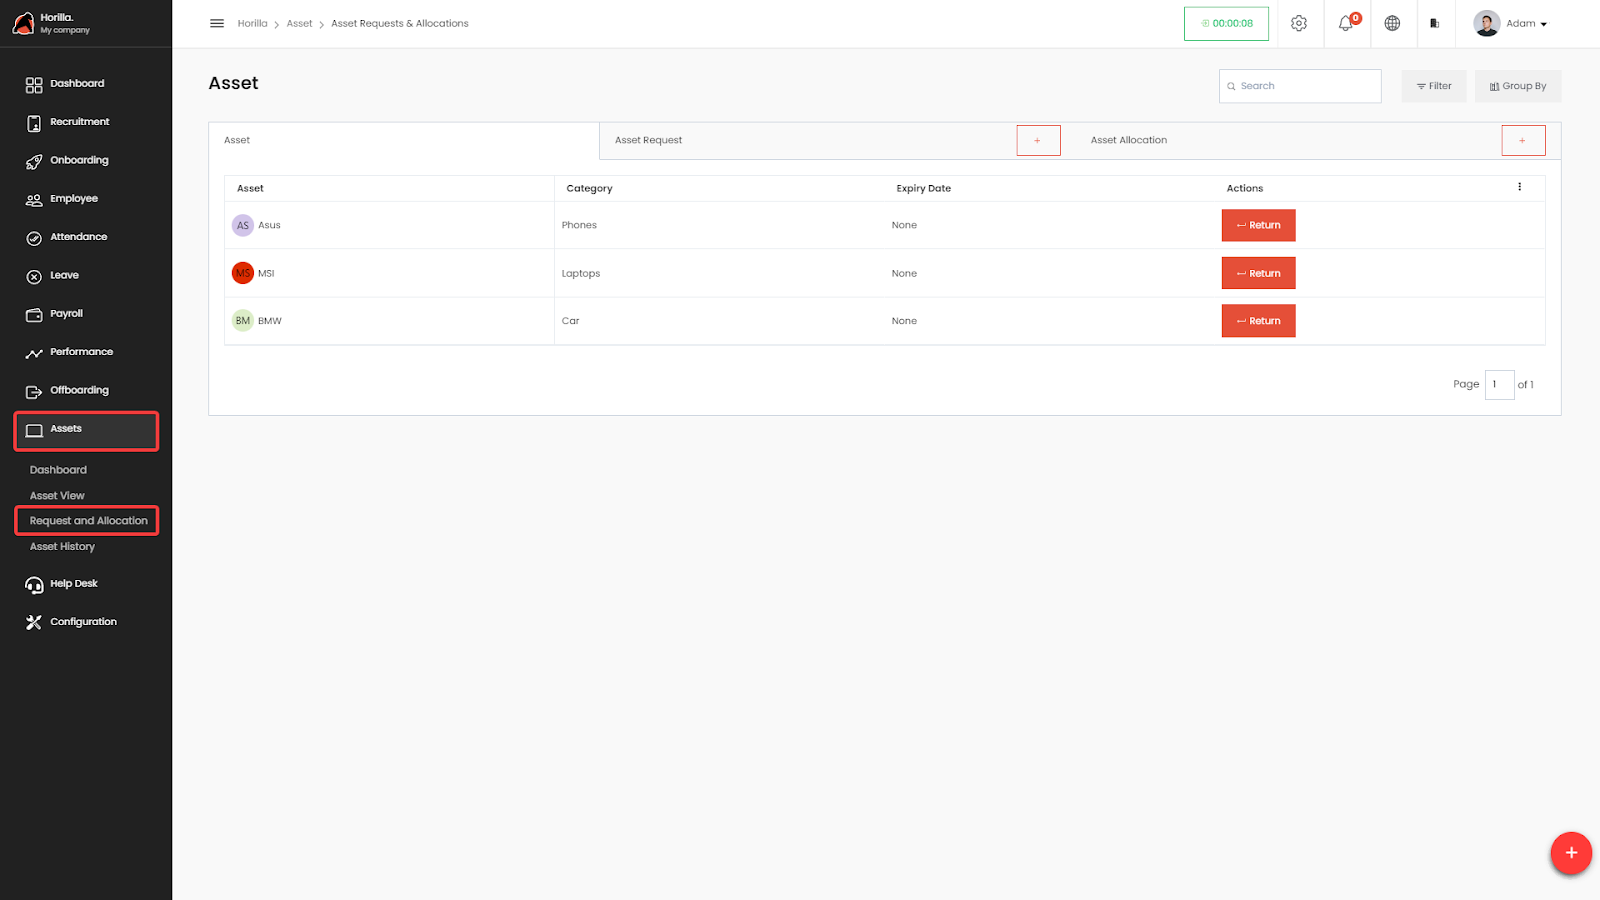 Horilla.
My company
Dashboard
Recruitment
Onboarding
Employee
Attendance
Leave
Payroll
Performance
Offboarding
Assets
Dashboard
Asset View
Request and Allocation
Asset History
Help Desk
Configuration
Horilla > Asset > Asset Requests & Allocations
00:00:08
0
Adam
Asset
Search
Filter
Group By
Asset
Asset Request
+
Asset Allocation
+
Asset Category Expiry Date Actions
AS Asus Phones None Return
MS MSI Laptops None Return
BM BMW Car None Return
Page 1 of 1
+